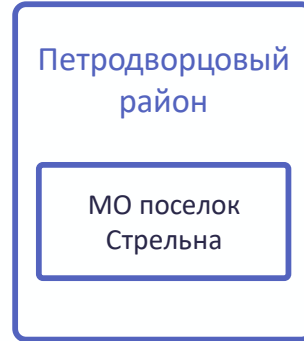 Петродворцовый
район
МО поселок
Стрельна